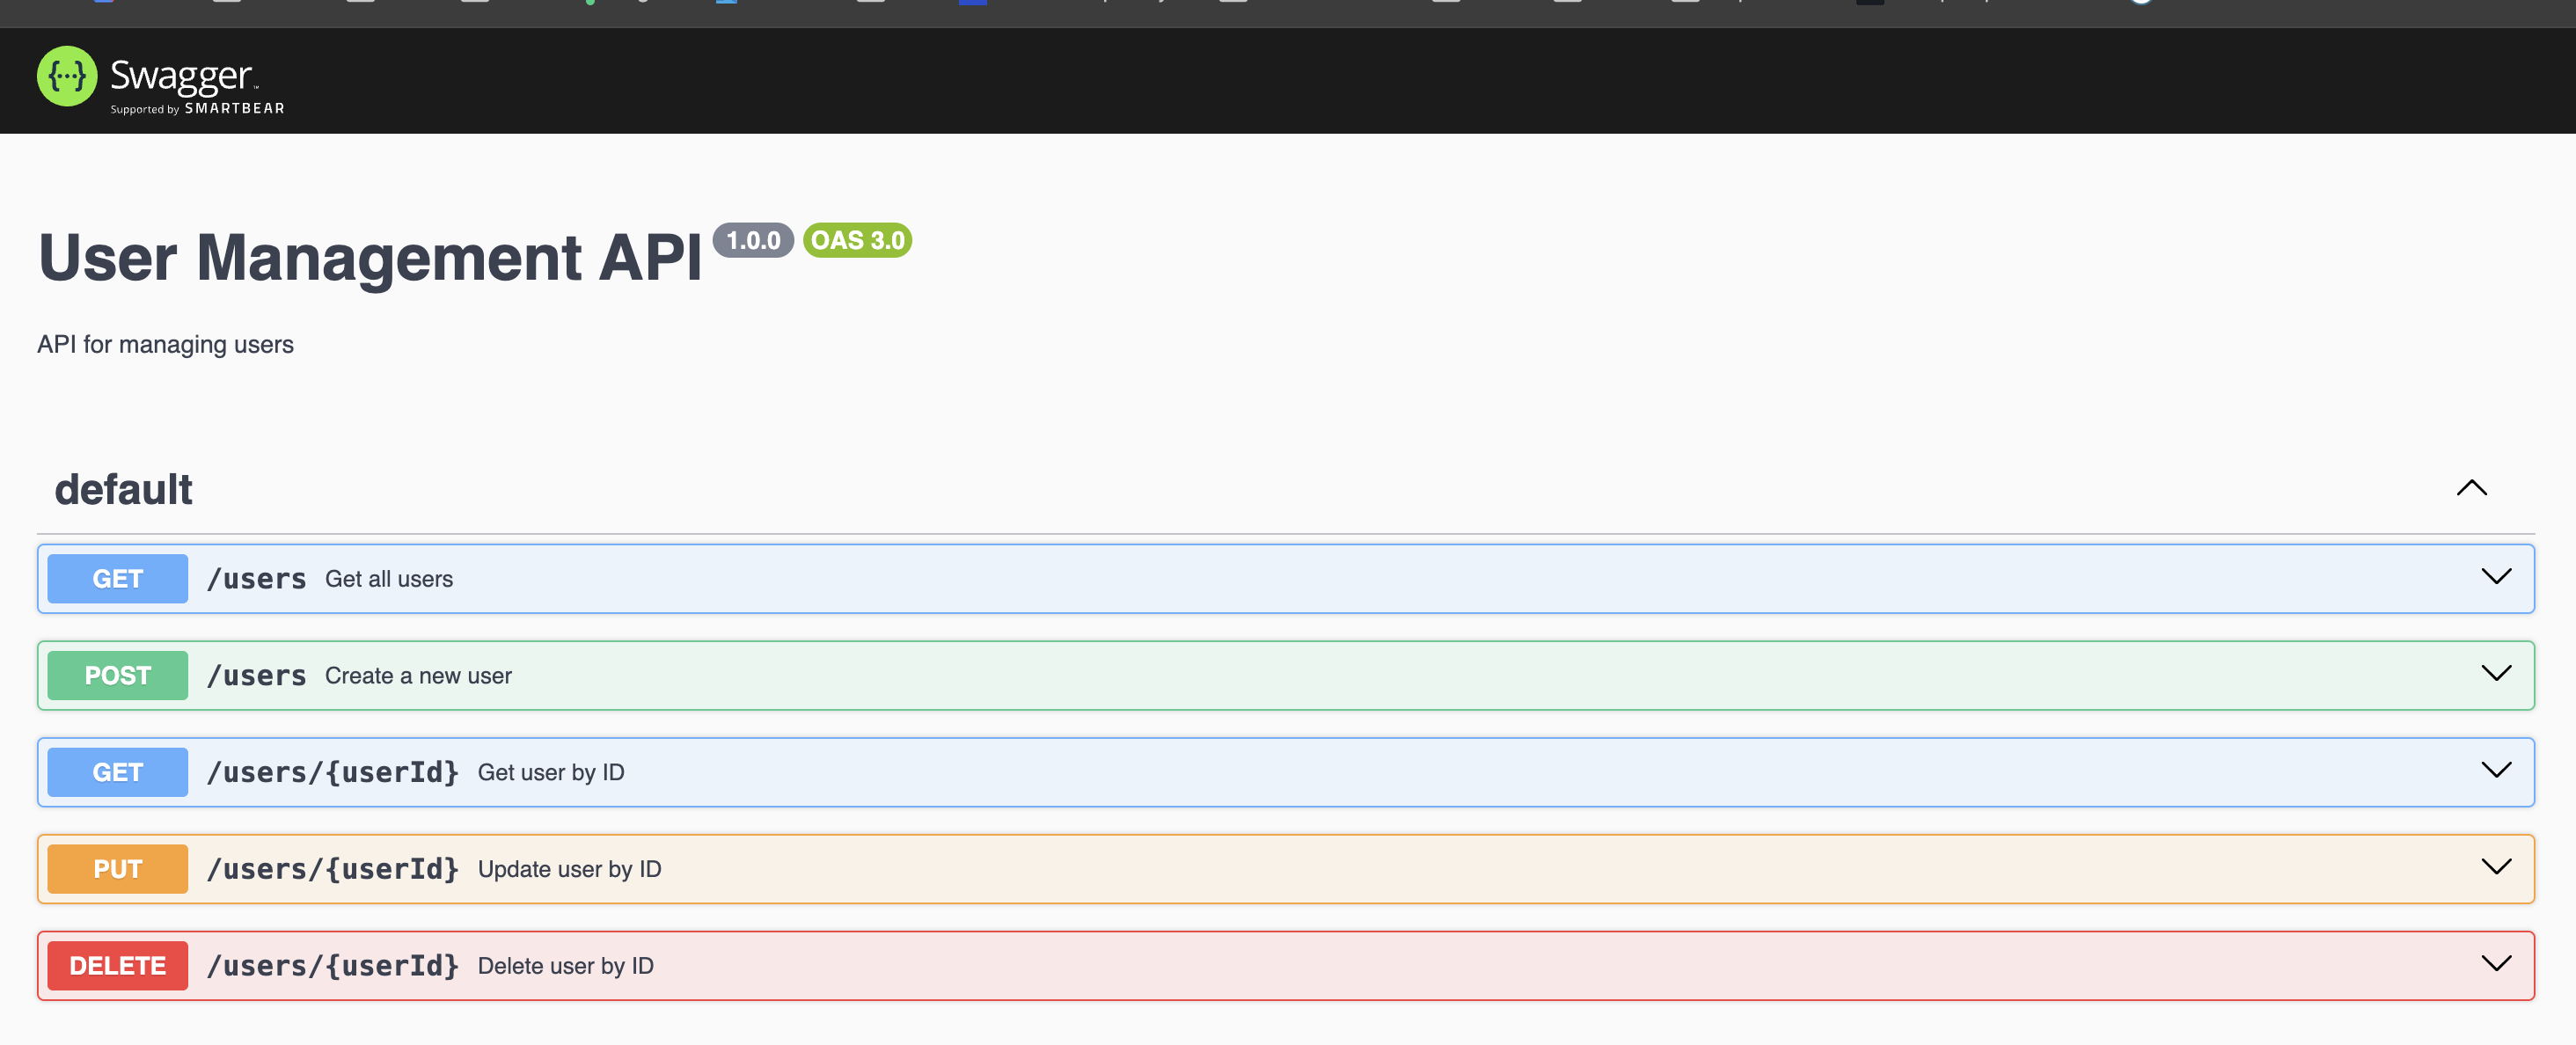 {···} Swagger™
Supported by SMARTBEAR
User Management API 1.0.0 OAS 3.0
API for managing users
default
GET /users Get all users
POST /users Create a new user
GET /users/{userId} Get user by ID
PUT /users/{userId} Update user by ID
DELETE /users/{userId} Delete user by ID